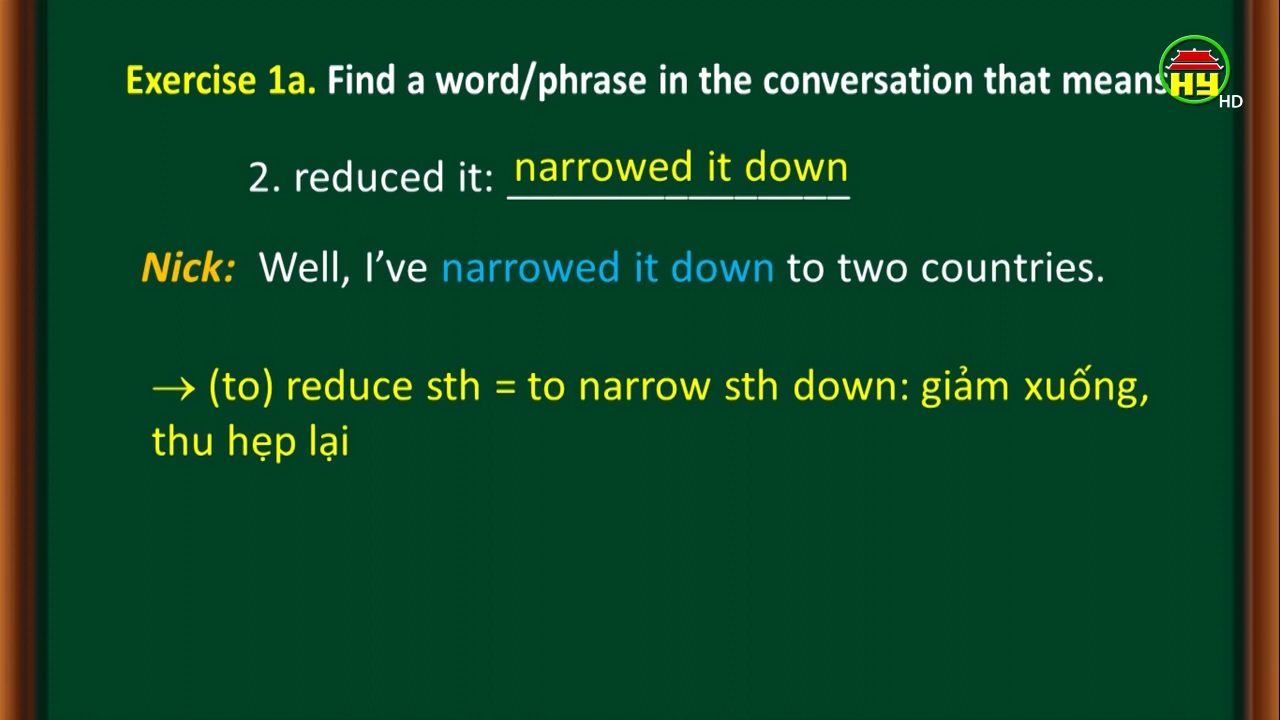 Exercise 1a. Find a word/phrase in the conversation that means
HY
HD
2. reduced it: narrowed it down
Nick: Well, I’ve narrowed it down to two countries.
→ (to) reduce sth = to narrow sth down: giảm xuống,
thu hẹp lại